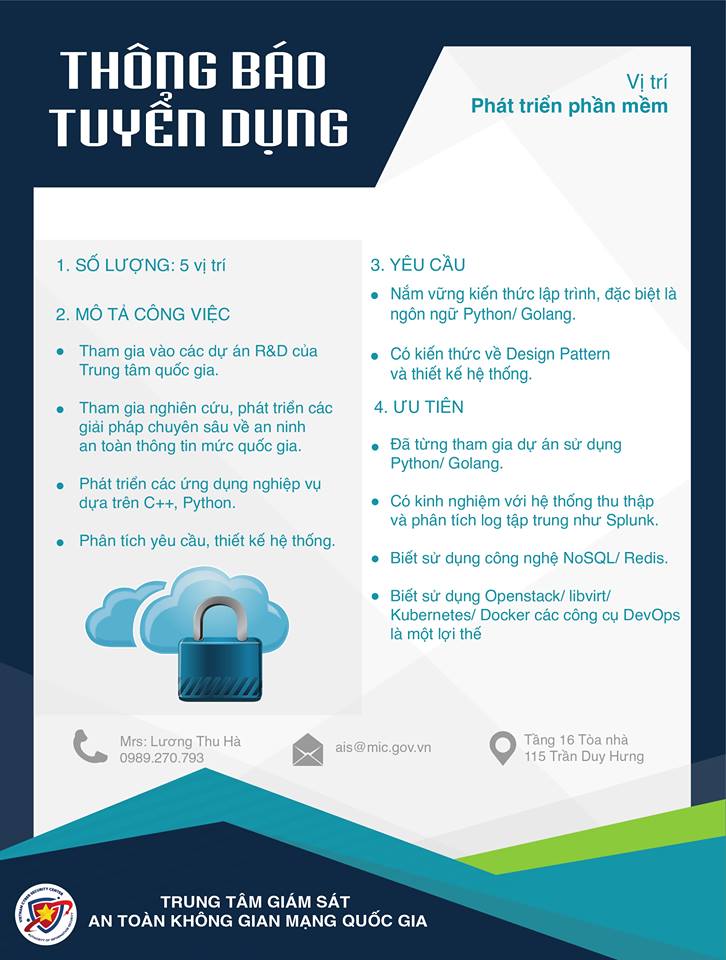 THÔNG BÁO
TUYỂN DỤNG
Vị trí
Phát triển phần mềm
1. SỐ LƯỢNG: 5 vị trí
2. MÔ TẢ CÔNG VIỆC
Tham gia vào các dự án R&D của
Trung tâm quốc gia.
Tham gia nghiên cứu, phát triển các
giải pháp chuyên sâu về an ninh
an toàn thông tin mức quốc gia.
Phát triển các ứng dụng nghiệp vụ
dựa trên C++, Python.
Phân tích yêu cầu, thiết kế hệ thống.
3. YÊU CẦU
Nắm vững kiến thức lập trình, đặc biệt là
ngôn ngữ Python/ Golang.
Có kiến thức về Design Pattern
và thiết kế hệ thống.
4. ƯU TIÊN
Đã từng tham gia dự án sử dụng
Python/ Golang.
Có kinh nghiệm với hệ thống thu thập
và phân tích log tập trung như Splunk.
Biết sử dụng công nghệ NoSQL/ Redis.
Biết sử dụng Openstack/ libvirt/
Kubernetes/ Docker các công cụ DevOps
là một lợi thế
Mrs: Lương Thu Hà
0989.270.793
ais@mic.gov.vn
Tầng 16 Tòa nhà
115 Trần Duy Hưng
VIETNAM CYBER SECURITY CENTER
AUTHORITY OF INFORMATION SECURITY
TRUNG TÂM GIÁM SÁT
AN TOÀN KHÔNG GIAN MẠNG QUỐC GIA